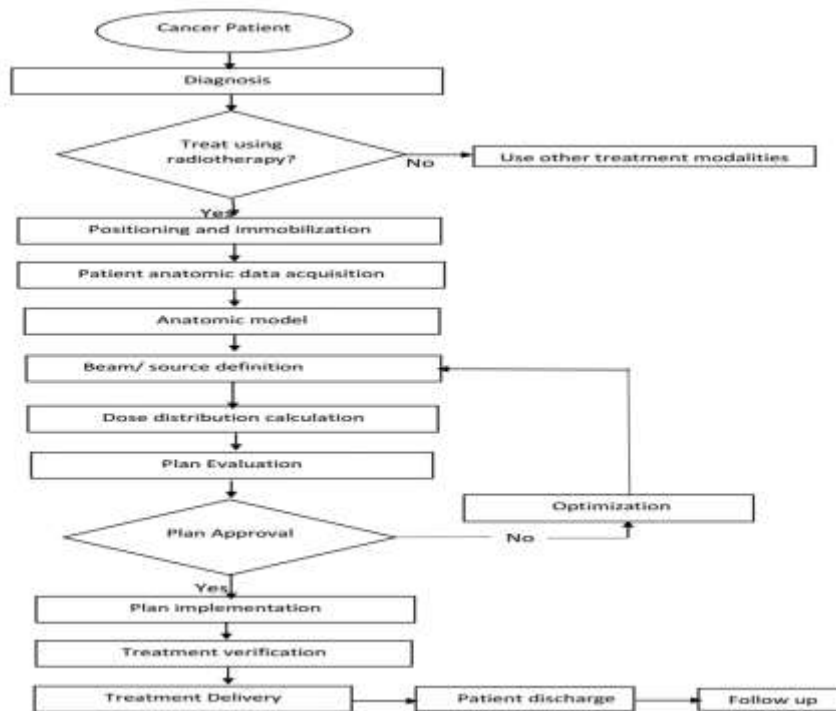 Cancer Patient
Diagnosis
Treat using
radiotherapy?
No
Use other treatment modalities
Yes
Positioning and immobilization
Patient anatomic data acquisition
Anatomic model
Beam/ source definition
Dose distribution calculation
Plan Evaluation
Optimization
Plan Approval
No
Yes
Plan implementation
Treatment verification
Treatment Delivery
Patient discharge
Follow up